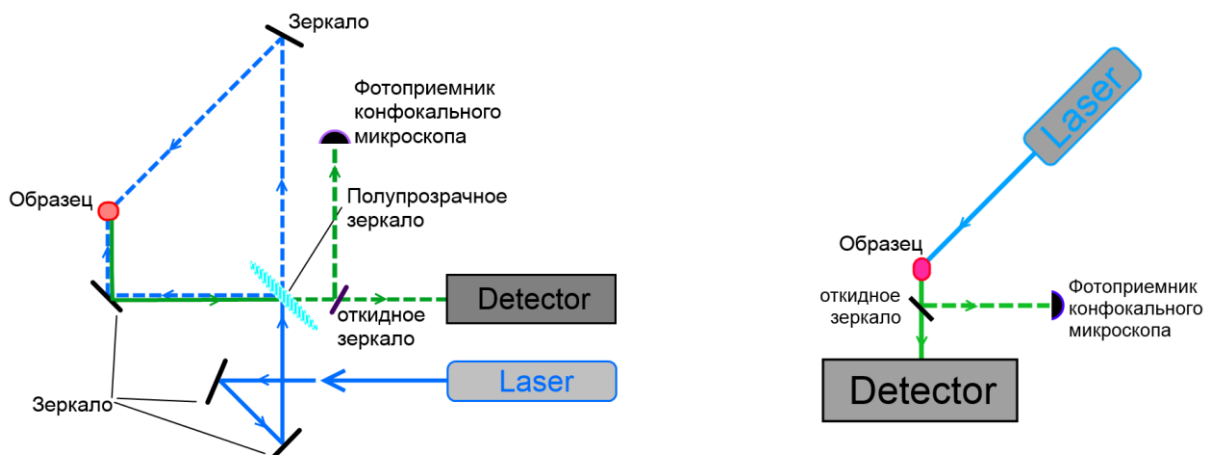 Зеркало
Фотоприемник
конфокального
микроскопа
Образец
Полупрозрачное
зеркало
Detector
откидное
зеркало
Laser
Зеркало
Laser
Образец
откидное
зеркало
Фотоприемник
конфокального
микроскопа
Detector